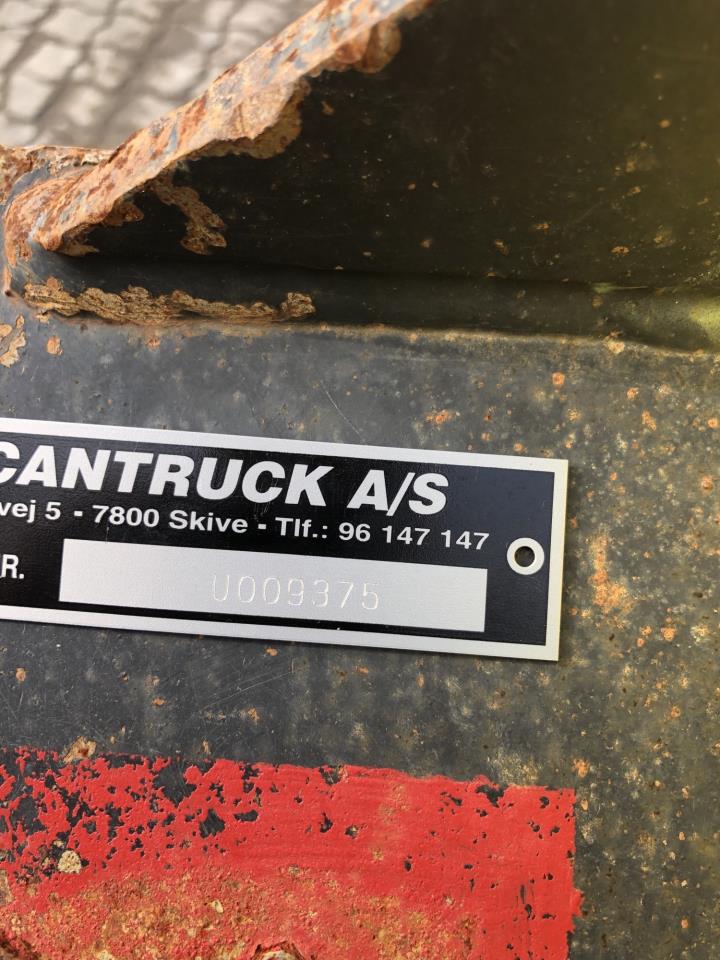 CANTRUCK A/S
vej 5 - 7800 Skive - Tlf.: 96 147 147
R.
U009375